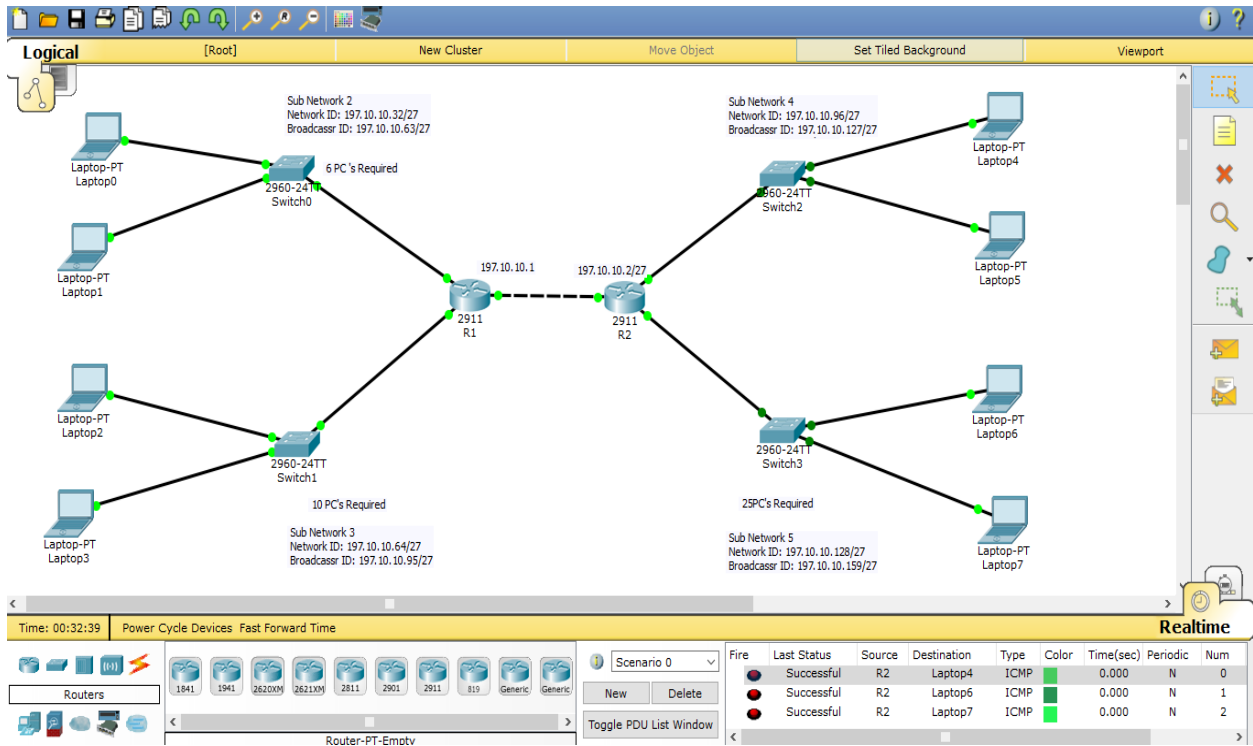 Logical
[Root]
New Cluster
Move Object
Set Tiled Background
Viewport
Sub Network 2
Network ID: 197.10.10.32/27
Broadcassr ID: 197.10.10.63/27
Sub Network 4
Network ID: 197.10.10.96/27
Broadcassr ID: 197.10.10.127/27
Laptop-PT
Laptop0
6 PC 's Required
2960-24TT
Switch0
Laptop-PT
Laptop4
2960-24TT
Switch2
Laptop-PT
Laptop1
197.10.10.1
197.10.10.2/27
Laptop-PT
Laptop5
2911
R1
2911
R2
Laptop-PT
Laptop2
2960-24TT
Switch1
Laptop-PT
Laptop6
2960-24TT
Switch3
10 PC's Required
25PC's Required
Laptop-PT
Laptop3
Sub Network 3
Network ID: 197.10.10.64/27
Broadcassr ID: 197.10.10.95/27
Sub Network 5
Network ID: 197.10.10.128/27
Broadcassr ID: 197.10.10.159/27
Laptop-PT
Laptop7
Time: 00:32:39
Power Cycle Devices Fast Forward Time
Realtime
Routers
1841
1941
2620XM
2621XM
2811
2901
2911
819
Generic
Generic
Router-PT-Empty
Scenario 0
New
Delete
Toggle PDU List Window
Fire Last Status Source Destination Type Color Time(sec) Periodic Num
Successful R2 Laptop4 ICMP 0.000 N 0
Successful R2 Laptop6 ICMP 0.000 N 1
Successful R2 Laptop7 ICMP 0.000 N 2